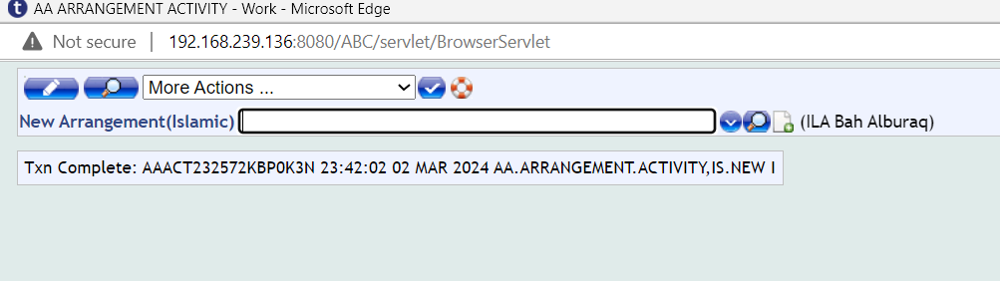 AA ARRANGEMENT ACTIVITY - Work - Microsoft Edge
Not secure | 192.168.239.136:8080/ABC/servlet/BrowserServlet
More Actions ...
New Arrangement(Islamic) (ILA Bah Alburaq)
Txn Complete: AAACT232572KBP0K3N 23:42:02 02 MAR 2024 AA.ARRANGEMENT.ACTIVITY,IS.NEW I